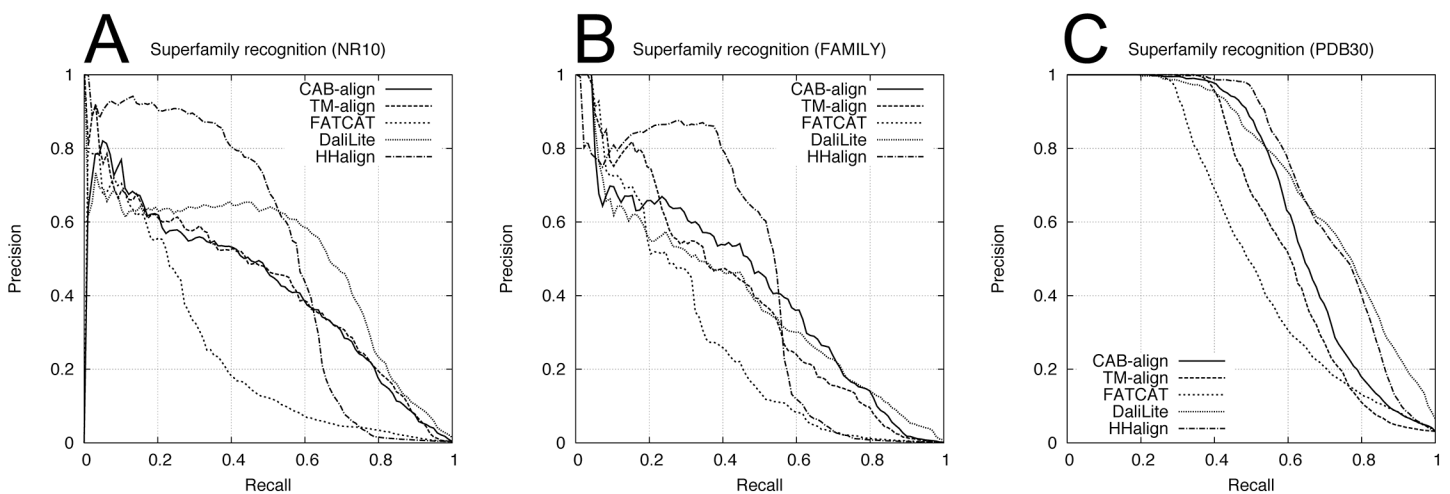 A
Superfamily recognition (NR10)
1
0.8
0.6
0.4
0.2
0
Precision
CAB-align
TM-align
FATCAT
DaliLite
HHalign
0 0.2 0.4 0.6 0.8 1
Recall
B
Superfamily recognition (FAMILY)
1
0.8
0.6
0.4
0.2
0
Precision
CAB-align
TM-align
FATCAT
DaliLite
HHalign
0 0.2 0.4 0.6 0.8 1
Recall
C
Superfamily recognition (PDB30)
1
0.8
0.6
0.4
0.2
0
Precision
CAB-align
TM-align
FATCAT
DaliLite
HHalign
0 0.2 0.4 0.6 0.8 1
Recall